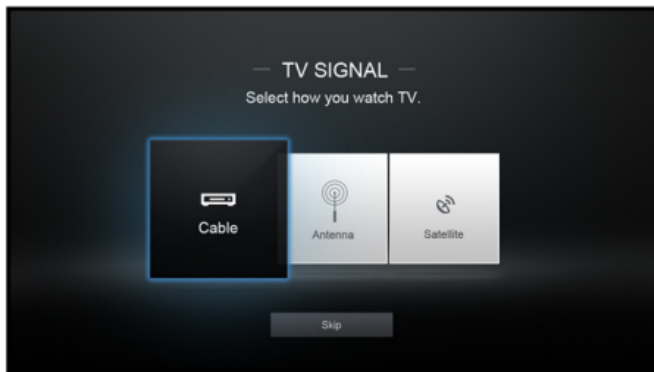 — TV SIGNAL —
Select how you watch TV.
Cable
Antenna
Satellite
Skip